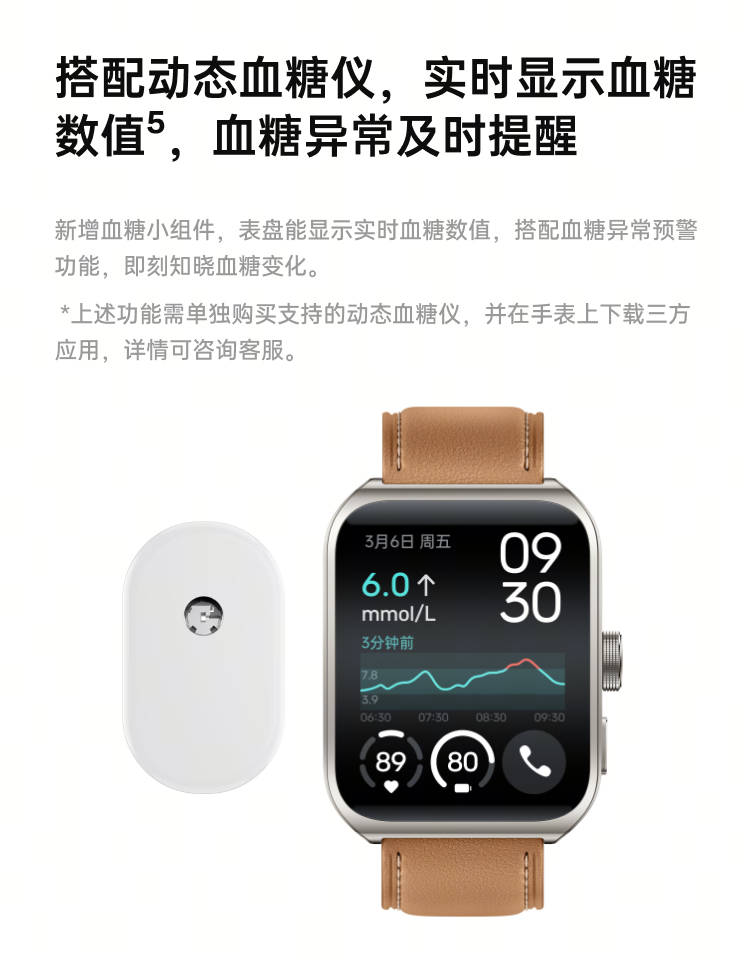 搭配动态血糖仪，实时显示血糖
数值5，血糖异常及时提醒
新增血糖小组件，表盘能显示实时血糖数值，搭配血糖异常预警
功能，即刻知晓血糖变化。
*上述功能需单独购买支持的动态血糖仪，并在手表上下载三方
应用，详情可咨询客服。
3月6日 周五
09
30
6.0↑
mmol/L
3分钟前
7.8
3.9
06:30 07:30 08:30 09:30
89
80